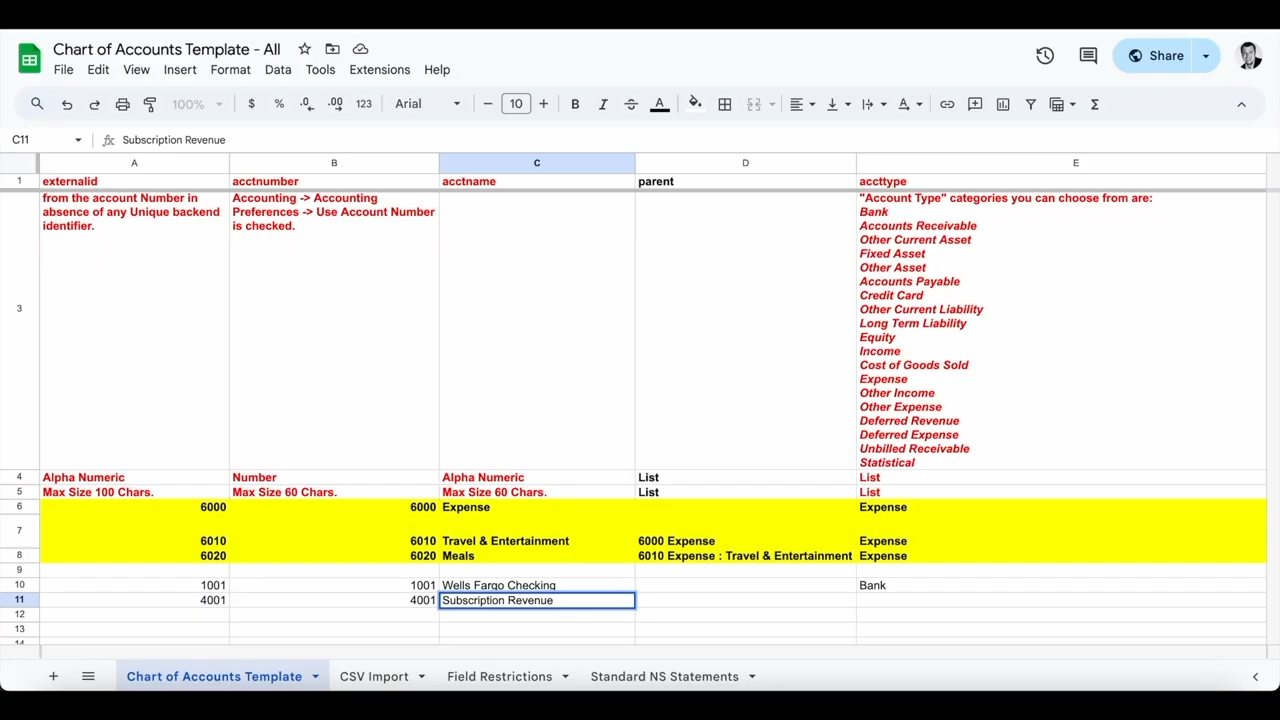 Chart of Accounts Template - All
File Edit View Insert Format Data Tools Extensions Help
Share
100% $ % .0 .00 123 Arial 10 B I A Σ
C11 fx Subscription Revenue
A B C D E
1 externalid acctnumber acctname parent accttype
3
from the account Number in
absence of any Unique backend
identifier.
Accounting -> Accounting
Preferences -> Use Account Number
is checked.
"Account Type" categories you can choose from are:
Bank
Accounts Receivable
Other Current Asset
Fixed Asset
Other Asset
Accounts Payable
Credit Card
Other Current Liability
Long Term Liability
Equity
Income
Cost of Goods Sold
Expense
Other Income
Other Expense
Deferred Revenue
Deferred Expense
Unbilled Receivable
Statistical
4 Alpha Numeric Number Alpha Numeric List List
5 Max Size 100 Chars. Max Size 60 Chars. Max Size 60 Chars. List List
6 6000 6000 Expense Expense
7 6010 6010 Travel & Entertainment 6000 Expense Expense
8 6020 6020 Meals 6010 Expense : Travel & Entertainment Expense
9
10 1001 1001 Wells Fargo Checking Bank
11 4001 4001 Subscription Revenue
12
13
14
Chart of Accounts Template CSV Import Field Restrictions Standard NS Statements